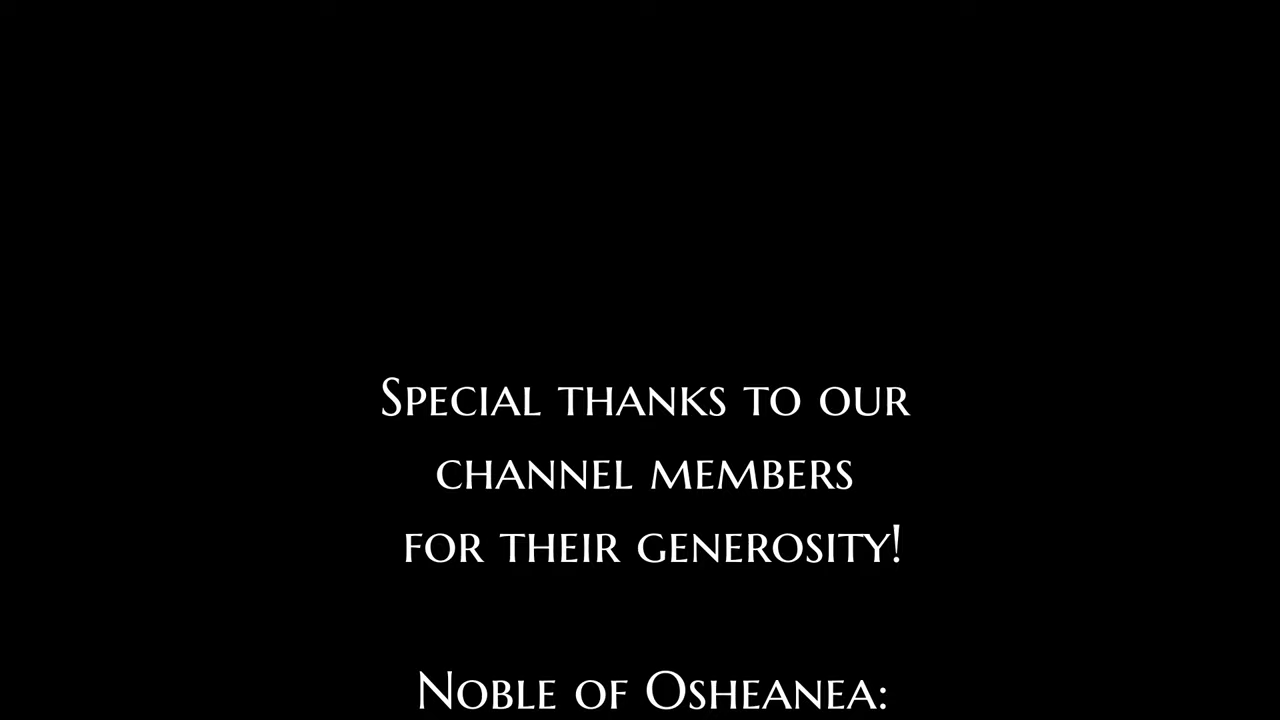 Special thanks to our
channel members
for their generosity!
Noble of Osheanea: